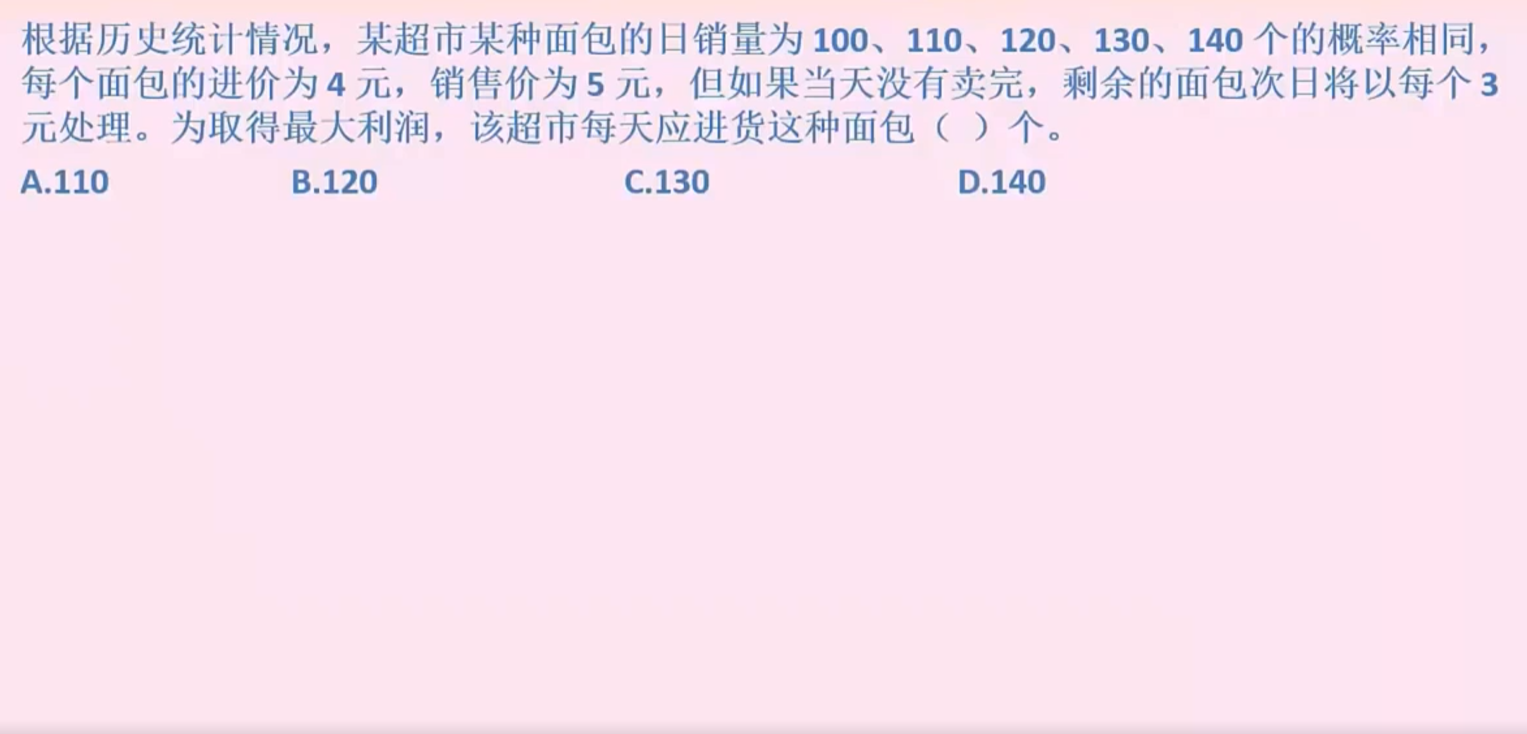 根据历史统计情况，某超市某种面包的日销量为 100、110、120、130、140 个的概率相同，
每个面包的进价为 4 元，销售价为 5 元，但如果当天没有卖完，剩余的面包次日将以每个 3
元处理。为取得最大利润，该超市每天应进货这种面包（ ）个。
A.110 B.120 C.130 D.140